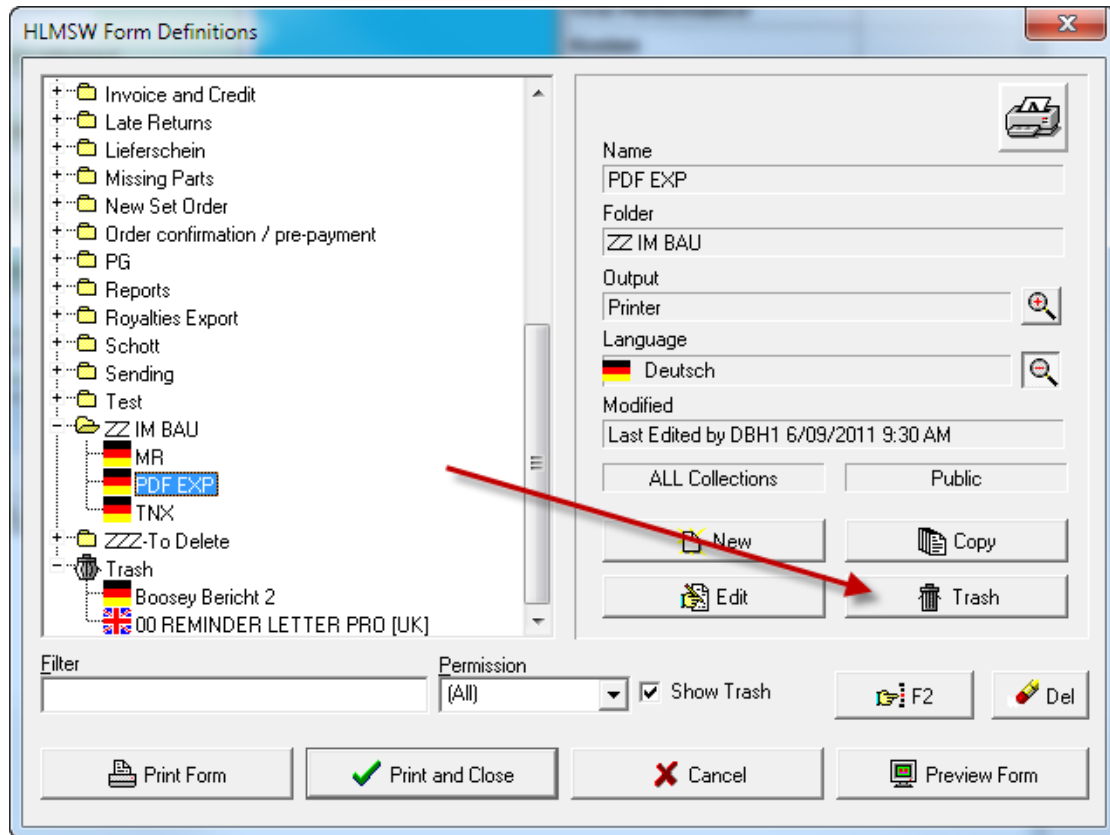 HLMSW Form Definitions
Invoice and Credit
Late Returns
Lieferschein
Missing Parts
New Set Order
Order confirmation / pre-payment
PG
Reports
Royalties Export
Schott
Sending
Test
ZZ IM BAU
MR
PDF EXP
TNX
ZZZ-To Delete
Trash
Boosey Bericht 2
00 REMINDER LETTER PRO [UK]
Name
PDF EXP
Folder
ZZ IM BAU
Output
Printer
Language
Deutsch
Modified
Last Edited by DBH1 6/09/2011 9:30 AM
ALL Collections
Public
New
Copy
Edit
Trash
Filter
Permission
(All)
Show Trash
F2
Del
Print Form
Print and Close
Cancel
Preview Form